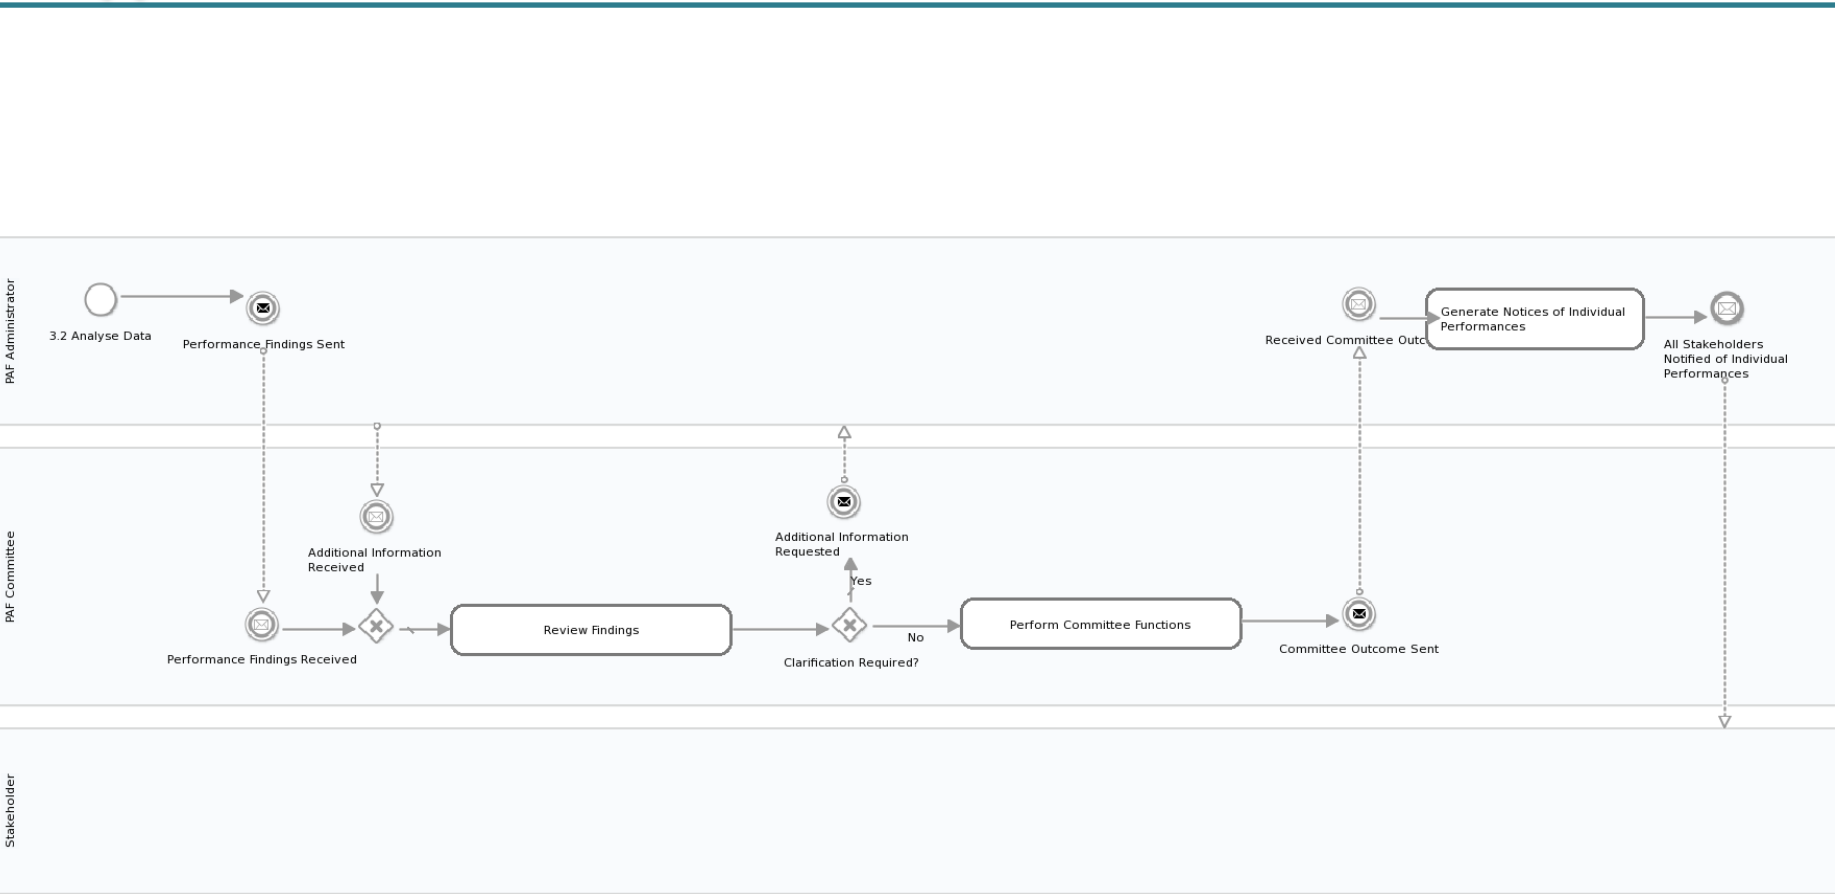 PAF Administrator
3.2 Analyse Data
Performance Findings Sent
Received Committee Outc
Generate Notices of Individual
Performances
All Stakeholders
Notified of Individual
Performances
PAF Committee
Additional Information
Received
Additional Information
Requested
Yes
Performance Findings Received
Review Findings
No
Clarification Required?
Perform Committee Functions
Committee Outcome Sent
Stakeholder